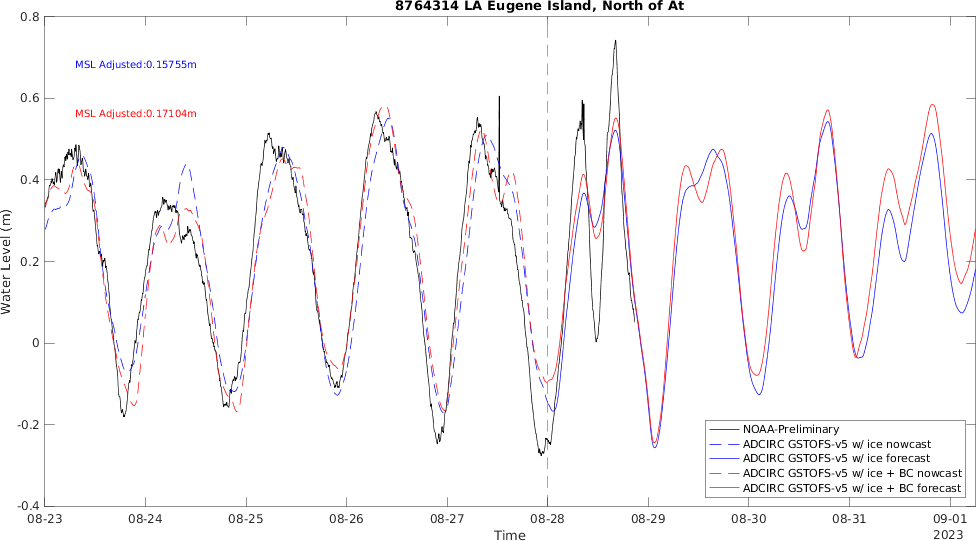 8764314 LA Eugene Island, North of At
MSL Adjusted:0.15755m
MSL Adjusted:0.17104m
Water Level (m)
0.8
0.6
0.4
0.2
0
-0.2
-0.4
NOAA-Preliminary
ADCIRC GSTOFS-v5 w/ ice nowcast
ADCIRC GSTOFS-v5 w/ ice forecast
ADCIRC GSTOFS-v5 w/ice + BC nowcast
ADCIRC GSTOFS-v5 w/ice + BC forecast
08-23 08-24 08-25 08-26 08-27 08-28 08-29 08-30 08-31 09-01
Time 2023